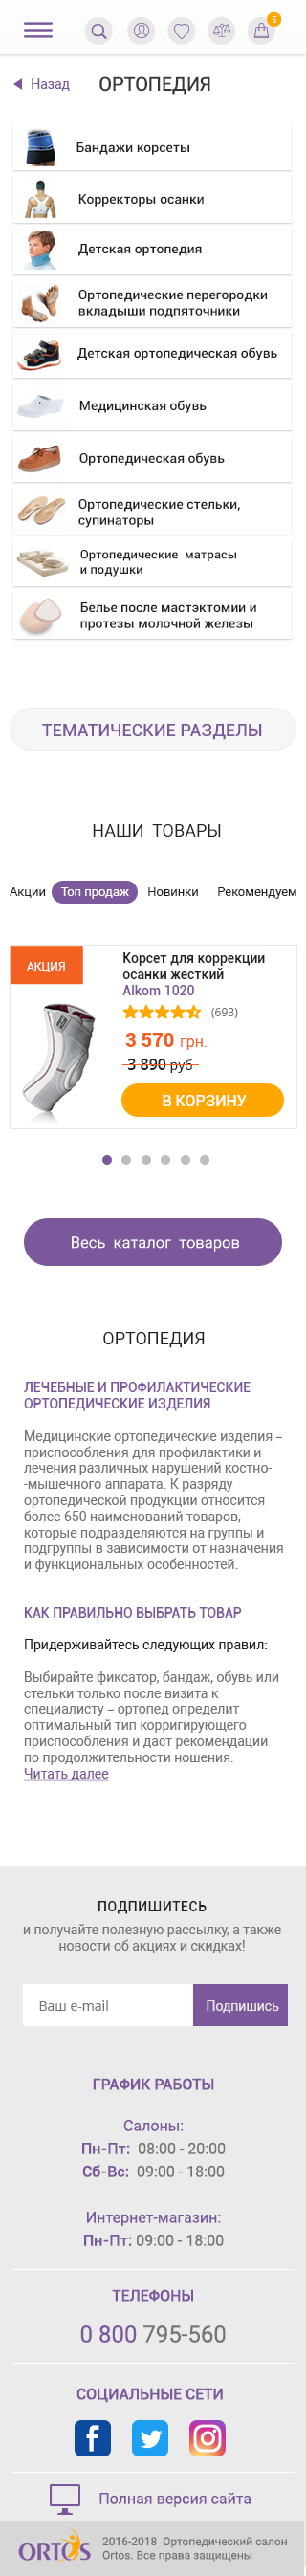 5
Назад
ОРТОПЕДИЯ
Бандажи корсеты
Корректоры осанки
Детская ортопедия
Ортопедические перегородки
вкладыши подпяточники
Детская ортопедическая обувь
Медицинская обувь
Ортопедическая обувь
Ортопедические стельки,
супинаторы
Ортопедические матрасы
и подушки
Белье после мастэктомии и
протезы молочной железы
ТЕМАТИЧЕСКИЕ РАЗДЕЛЫ
НАШИ ТОВАРЫ
Акции Топ продаж Новинки Рекомендуем
АКЦИЯ
Корсет для коррекции
осанки жесткий
Alkom 1020
(693)
3 570 грн.
3 890 руб
В КОРЗИНУ
Весь каталог товаров
ОРТОПЕДИЯ
ЛЕЧЕБНЫЕ И ПРОФИЛАКТИЧЕСКИЕ
ОРТОПЕДИЧЕСКИЕ ИЗДЕЛИЯ
Медицинские ортопедические изделия –
приспособления для профилактики и
лечения различных нарушений костно-
-мышечного аппарата. К разряду
ортопедической продукции относится
более 650 наименований товаров,
которые подразделяются на группы и
подгруппы в зависимости от назначения
и функциональных особенностей.
КАК ПРАВИЛЬНО ВЫБРАТЬ ТОВАР
Придерживайтесь следующих правил:
Выбирайте фиксатор, бандаж, обувь или
стельки только после визита к
специалисту – ортопед определит
оптимальный тип корригирующего
приспособления и даст рекомендации
по продолжительности ношения.
Читать далее
ПОДПИШИТЕСЬ
и получайте полезную рассылку, а также
новости об акциях и скидках!
Ваш e-mail
Подпишись
ГРАФИК РАБОТЫ
Салоны:
Пн-Пт: 08:00 - 20:00
Сб-Вс: 09:00 - 18:00
Интернет-магазин:
Пн-Пт: 09:00 - 18:00
ТЕЛЕФОНЫ
0 800 795-560
СОЦИАЛЬНЫЕ СЕТИ
Полная версия сайта
ORTOS
2016-2018 Ортопедический салон
Ortos. Все права защищены